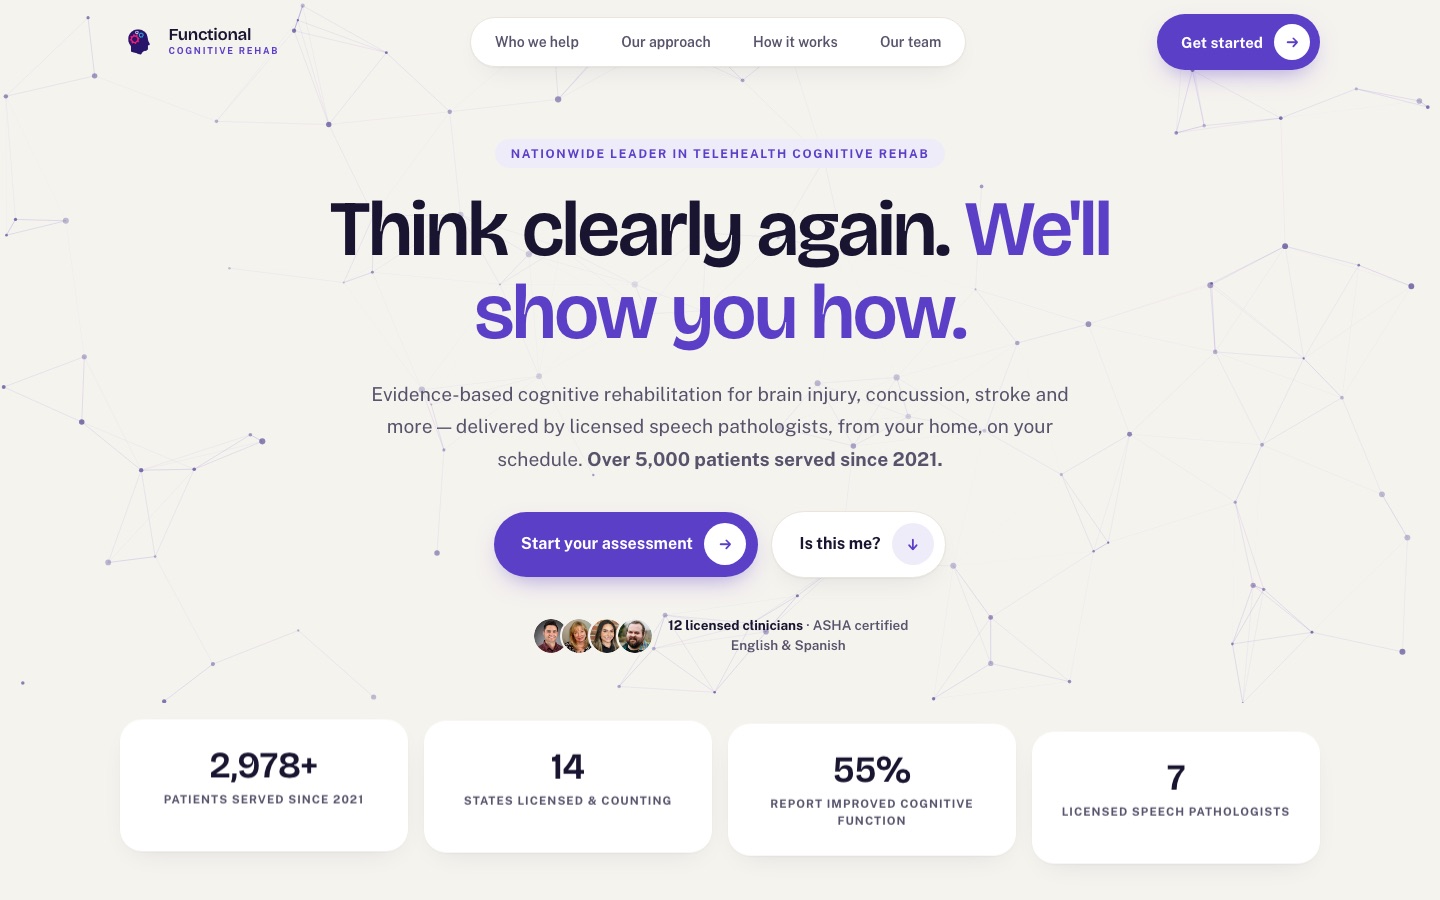 Functional
COGNITIVE REHAB
Who we help
Our approach
How it works
Our team
Get started
NATIONWIDE LEADER IN TELEHEALTH COGNITIVE REHAB
Think clearly again. We'll
show you how.
Evidence-based cognitive rehabilitation for brain injury, concussion, stroke and
more — delivered by licensed speech pathologists, from your home, on your
schedule. Over 5,000 patients served since 2021.
Start your assessment
Is this me?
12 licensed clinicians · ASHA certified
English & Spanish
2,978+
PATIENTS SERVED SINCE 2021
14
STATES LICENSED & COUNTING
55%
REPORT IMPROVED COGNITIVE
FUNCTION
7
LICENSED SPEECH PATHOLOGISTS